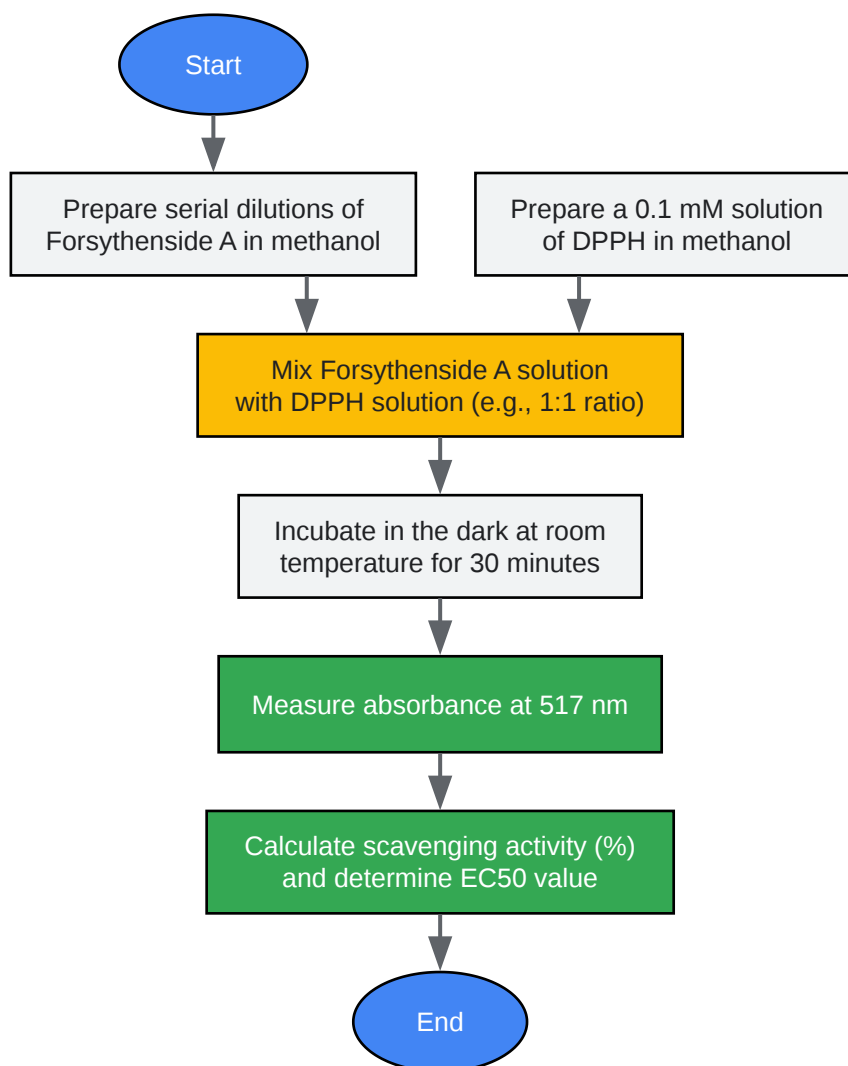 Start
Prepare serial dilutions of
Forsythenside A in methanol
Prepare a 0.1 mM solution
of DPPH in methanol
Mix Forsythenside A solution
with DPPH solution (e.g., 1:1 ratio)
Incubate in the dark at room
temperature for 30 minutes
Measure absorbance at 517 nm
Calculate scavenging activity (%)
and determine EC50 value
End